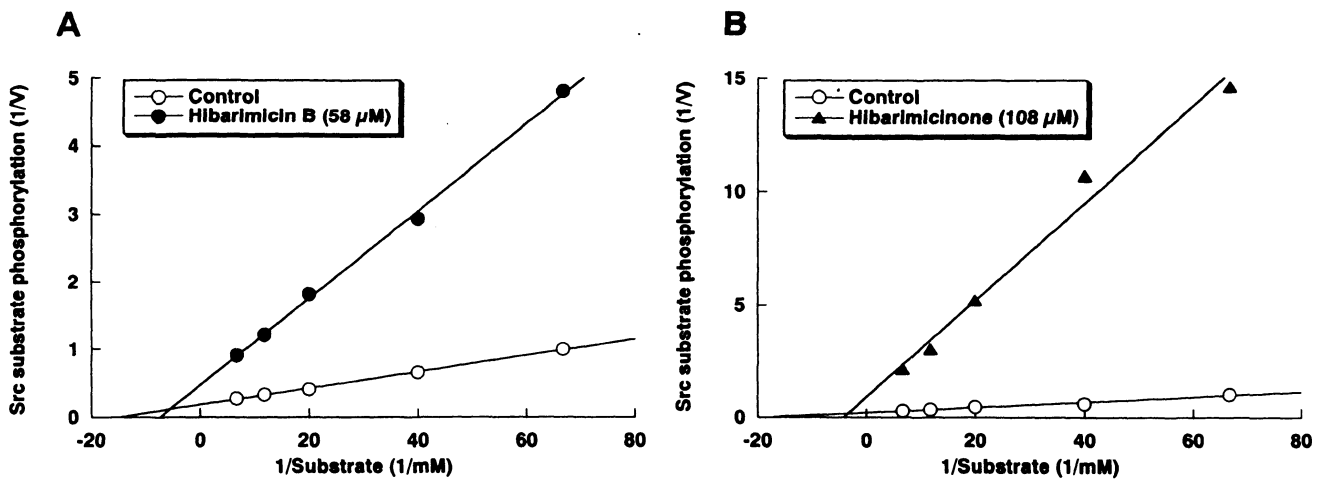 A
Src substrate phosphorylation (1/V)
5
4
3
2
1
0
Control
Hibarimicin B (58 µM)
-20 0 20 40 60 80
1/Substrate (1/mM)
B
Src substrate phosphorylation (1/V)
15
10
5
0
Control
Hibarimicinone (108 µM)
-20 0 20 40 60 80
1/Substrate (1/mM)